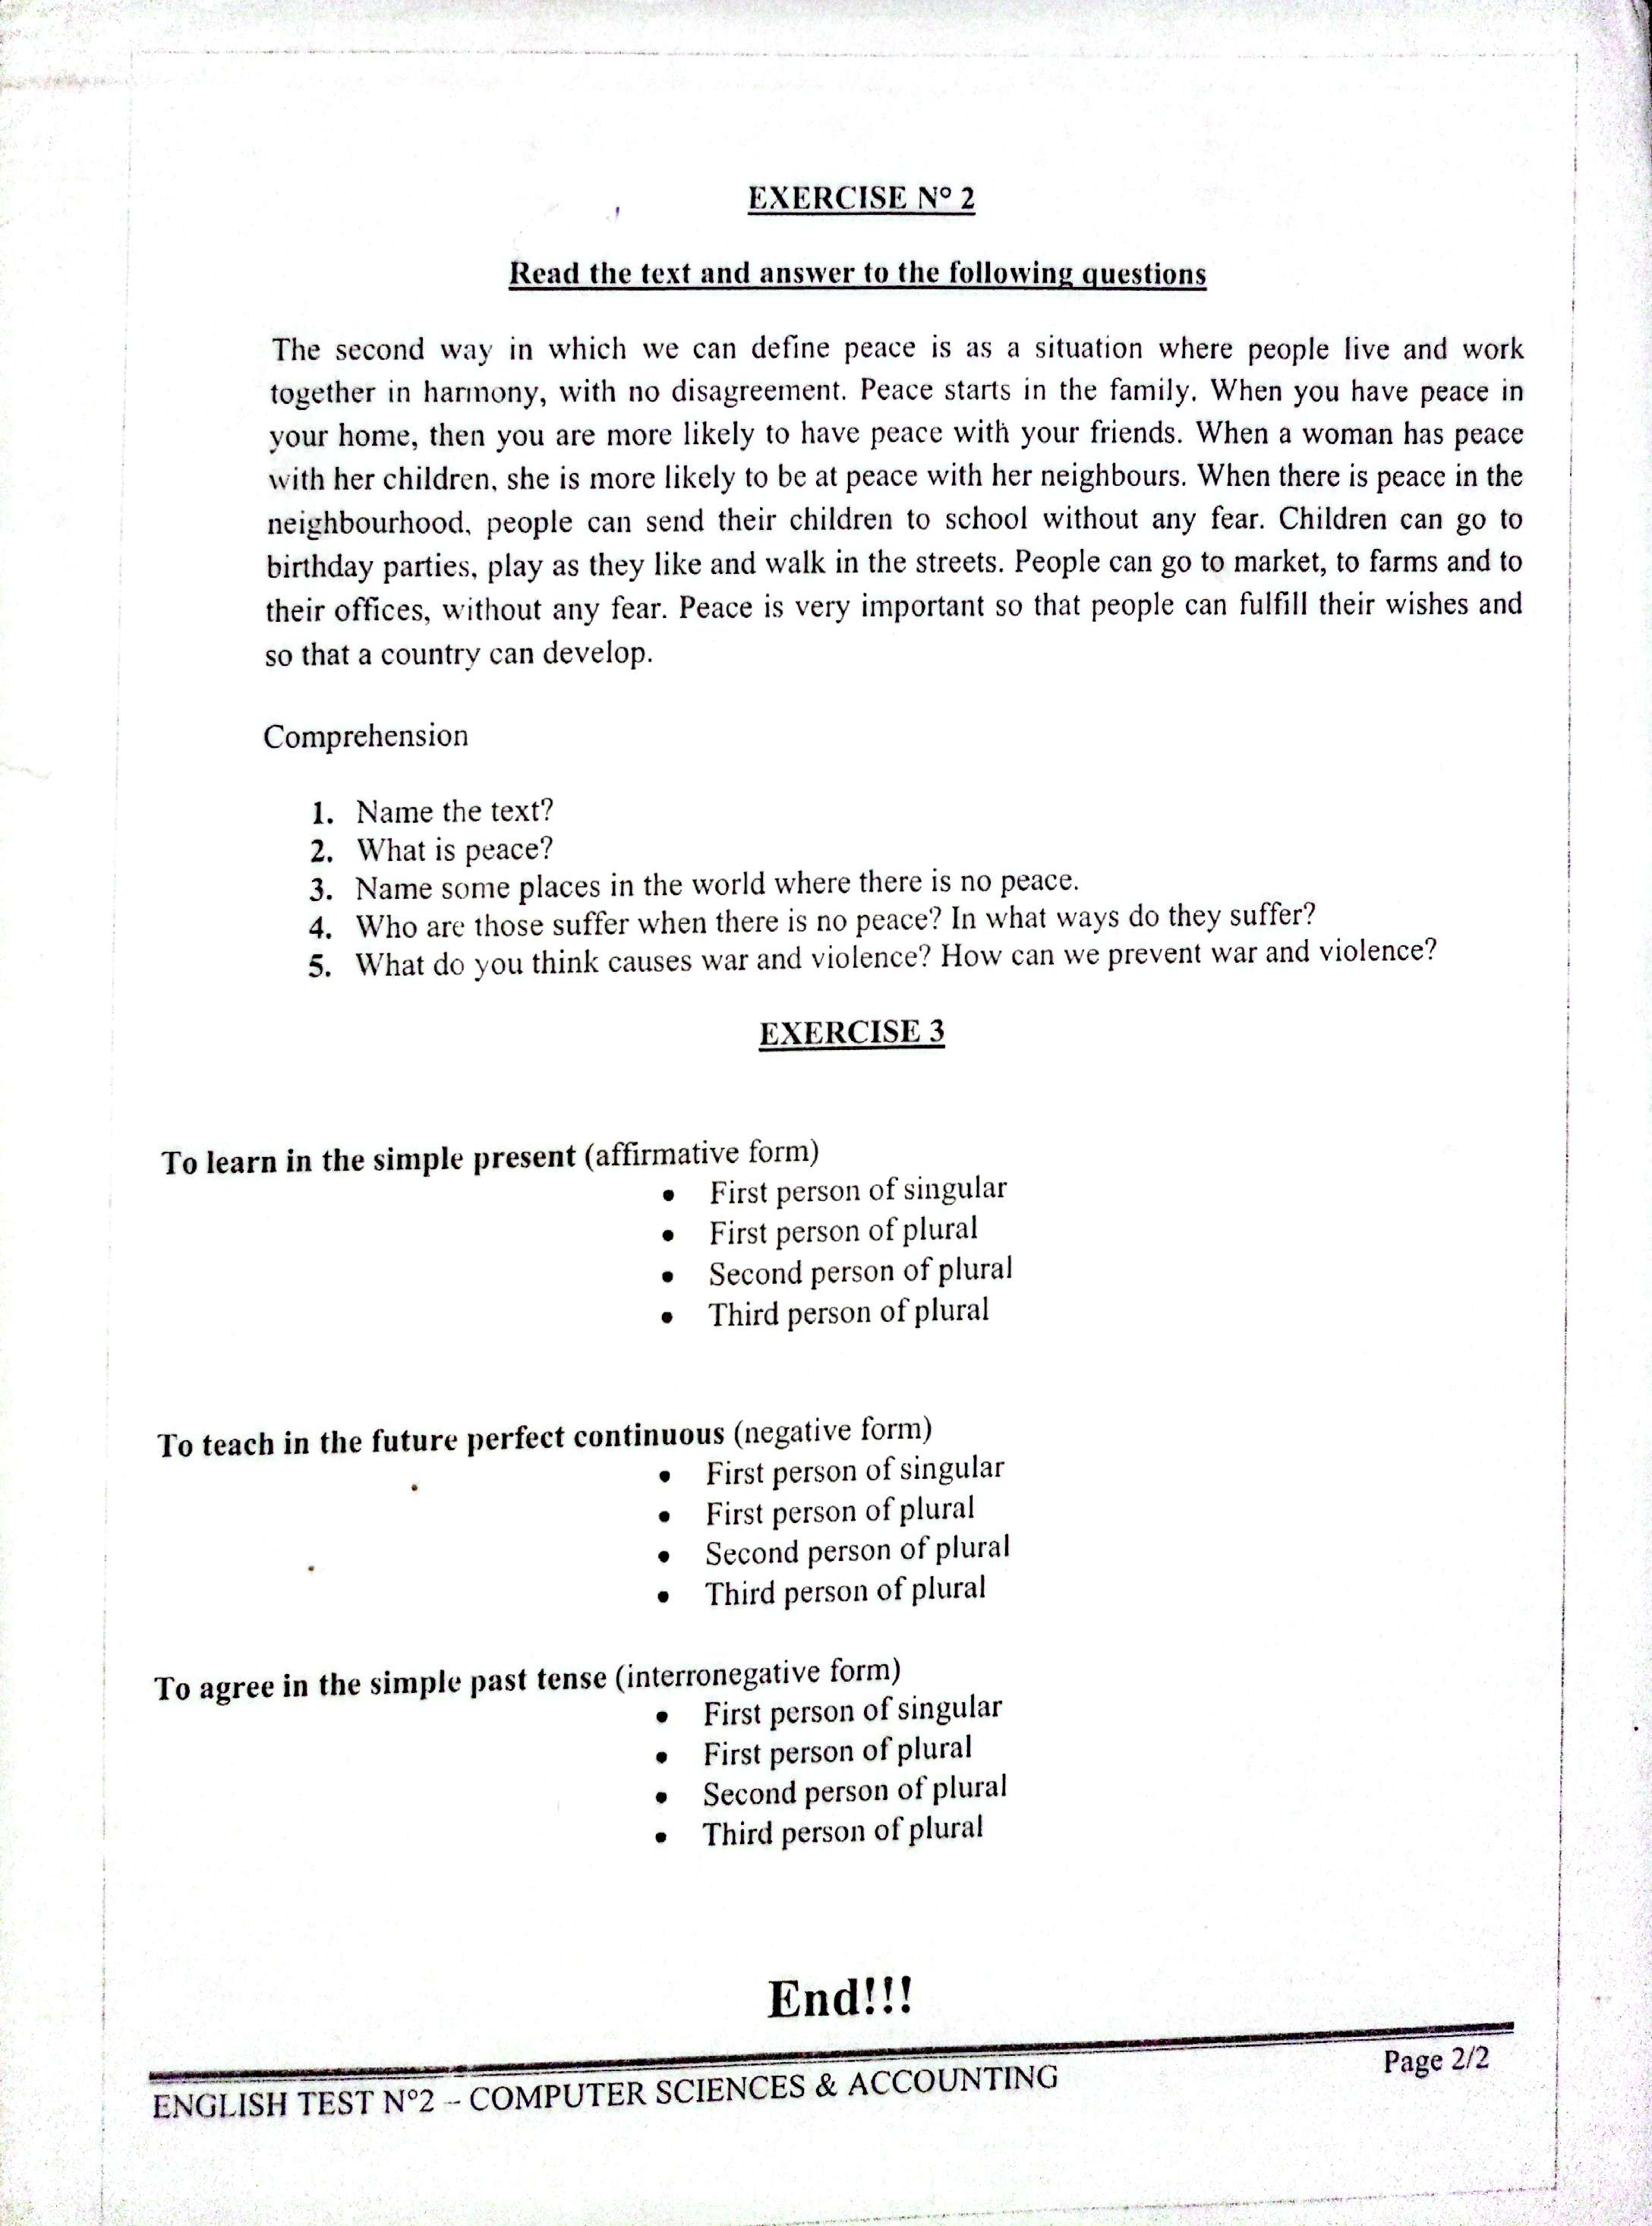 EXERCISE N° 2
Read the text and answer to the following questions
The second way in which we can define peace is as a situation where people live and work
together in harmony, with no disagreement. Peace starts in the family. When you have peace in
your home, then you are more likely to have peace with your friends. When a woman has peace
with her children, she is more likely to be at peace with her neighbours. When there is peace in the
neighbourhood, people can send their children to school without any fear. Children can go to
birthday parties, play as they like and walk in the streets. People can go to market, to farms and to
their offices, without any fear. Peace is very important so that people can fulfill their wishes and
so that a country can develop.
Comprehension
1. Name the text?
2. What is peace?
3. Name some places in the world where there is no peace.
4. Who are those suffer when there is no peace? In what ways do they suffer?
5. What do you think causes war and violence? How can we prevent war and violence?
EXERCISE 3
To learn in the simple present (affirmative form)
• First person of singular
• First person of plural
• Second person of plural
• Third person of plural
To teach in the future perfect continuous (negative form)
• First person of singular
• First person of plural
• Second person of plural
• Third person of plural
To agree in the simple past tense (interronegative form)
• First person of singular
• First person of plural
• Second person of plural
• Third person of plural
End!!!
ENGLISH TEST N°2 – COMPUTER SCIENCES & ACCOUNTING Page 2/2